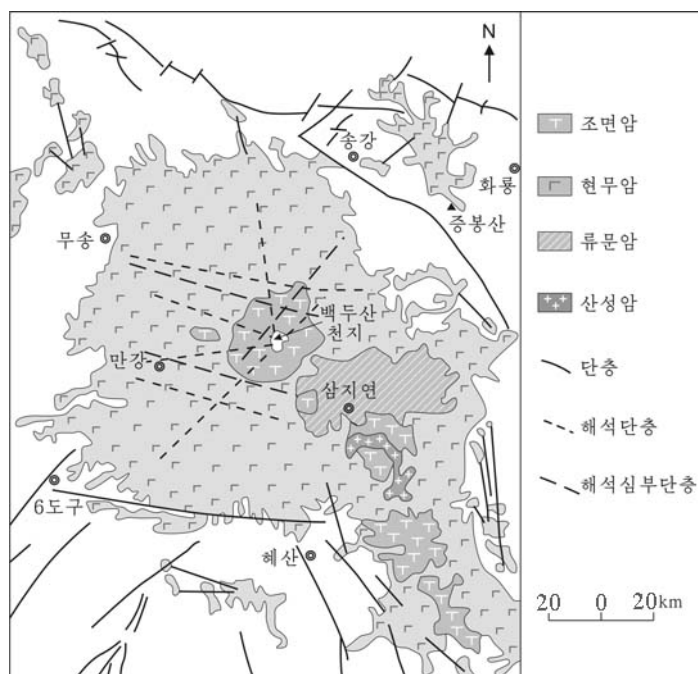 N
송강
화룡
증봉산
무송
백두산
천지
만강
삼지연
6도구
혜산
조면암
현무암
류문암
산성암
단층
해석단층
해석심부단층
20 0 20km